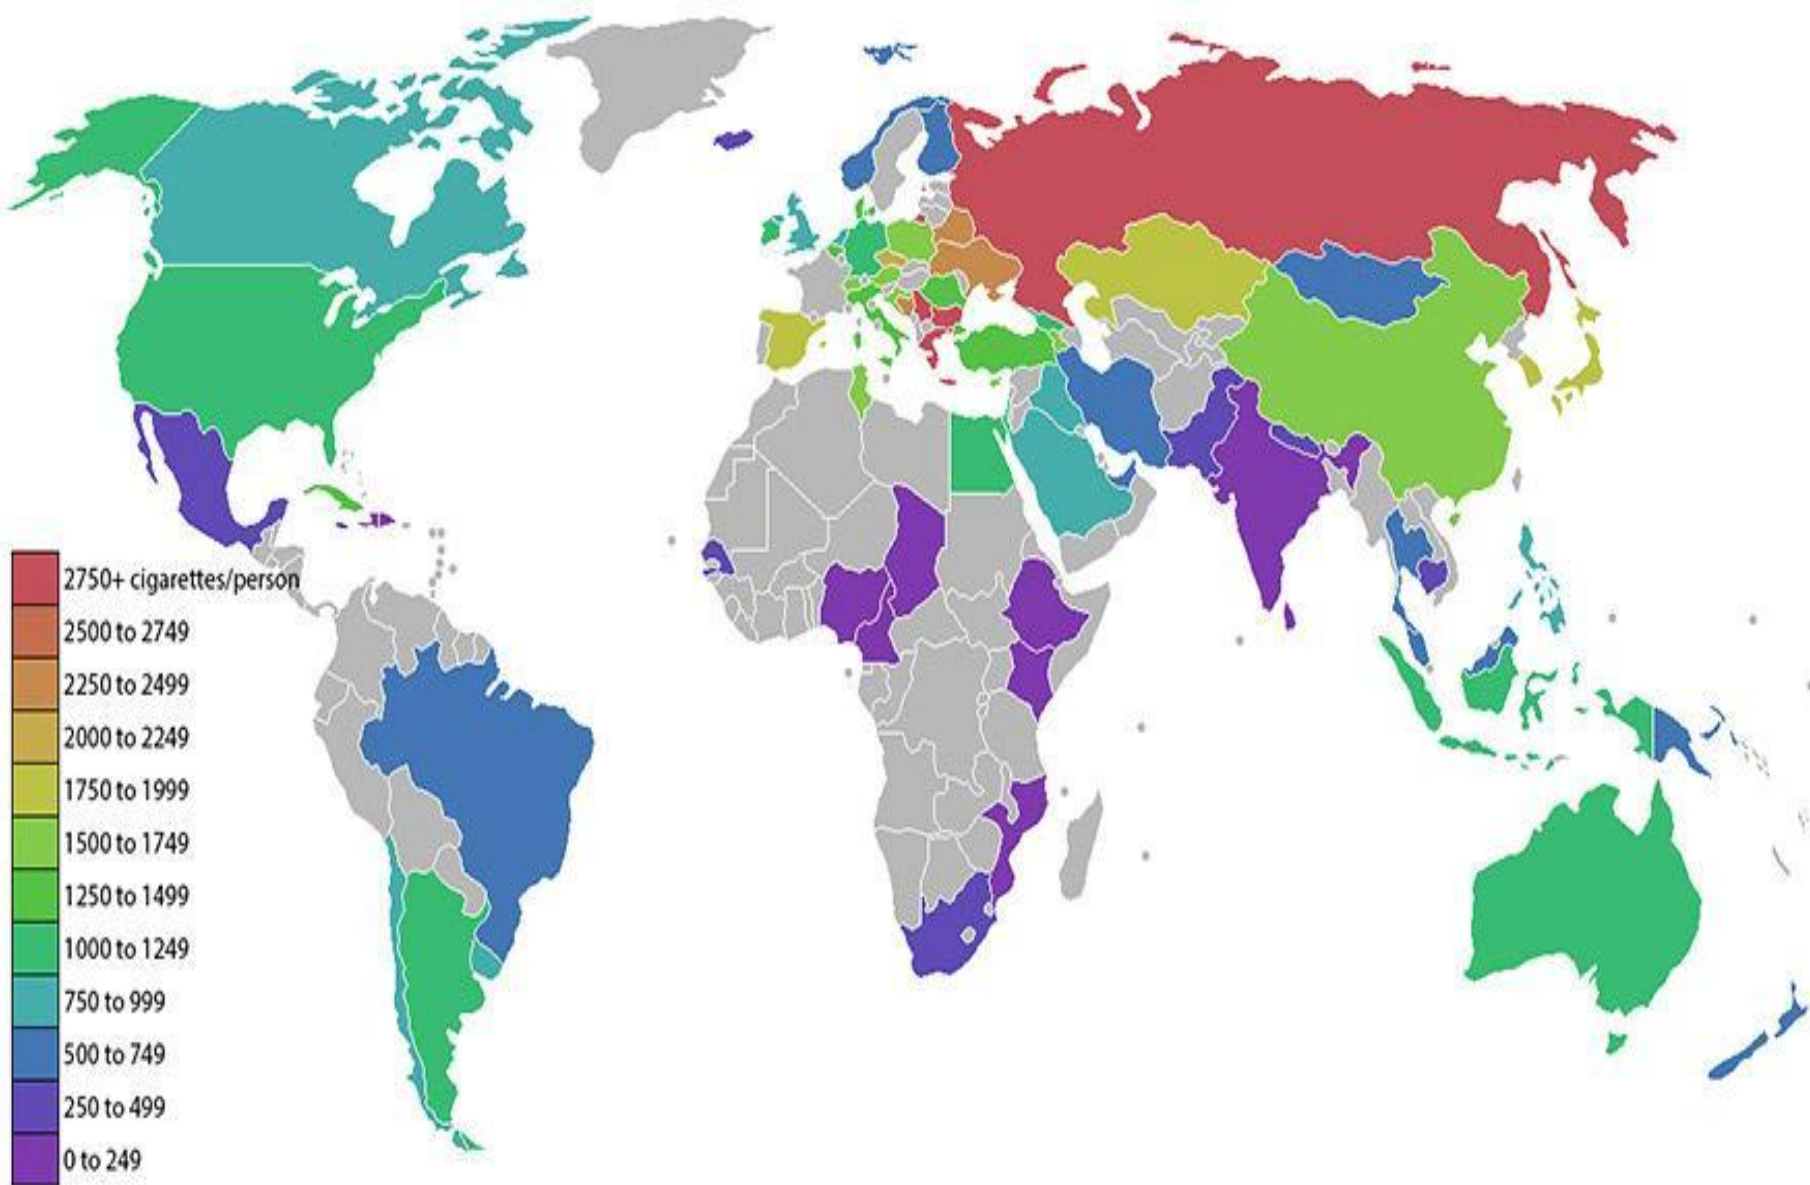 2750+ cigarettes/person
2500 to 2749
2250 to 2499
2000 to 2249
1750 to 1999
1500 to 1749
1250 to 1499
1000 to 1249
750 to 999
500 to 749
250 to 499
0 to 249